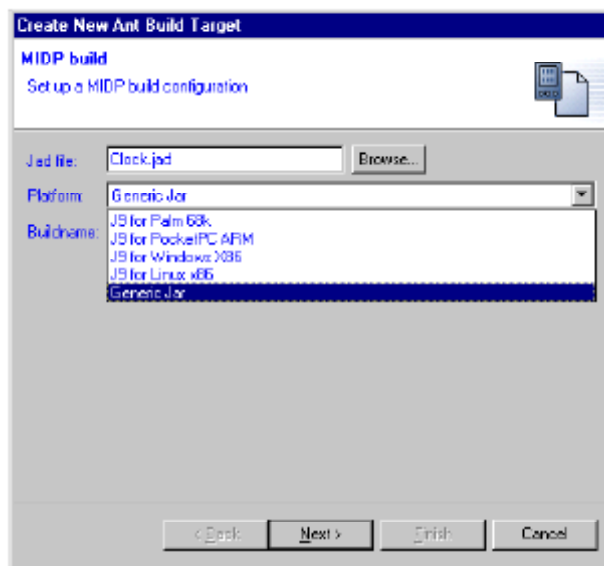 Create New Ant Build Target
MIDP build
Set up a MIDP build configuration
Jad file: Clock.jad Browse...
Platform: Generic Jar
Buildname:
J9 for Palm 68k
J9 for PocketPC ARM
J9 for Windows X86
J9 for Linux x86
Generic Jar
< Back Next > Finish Cancel